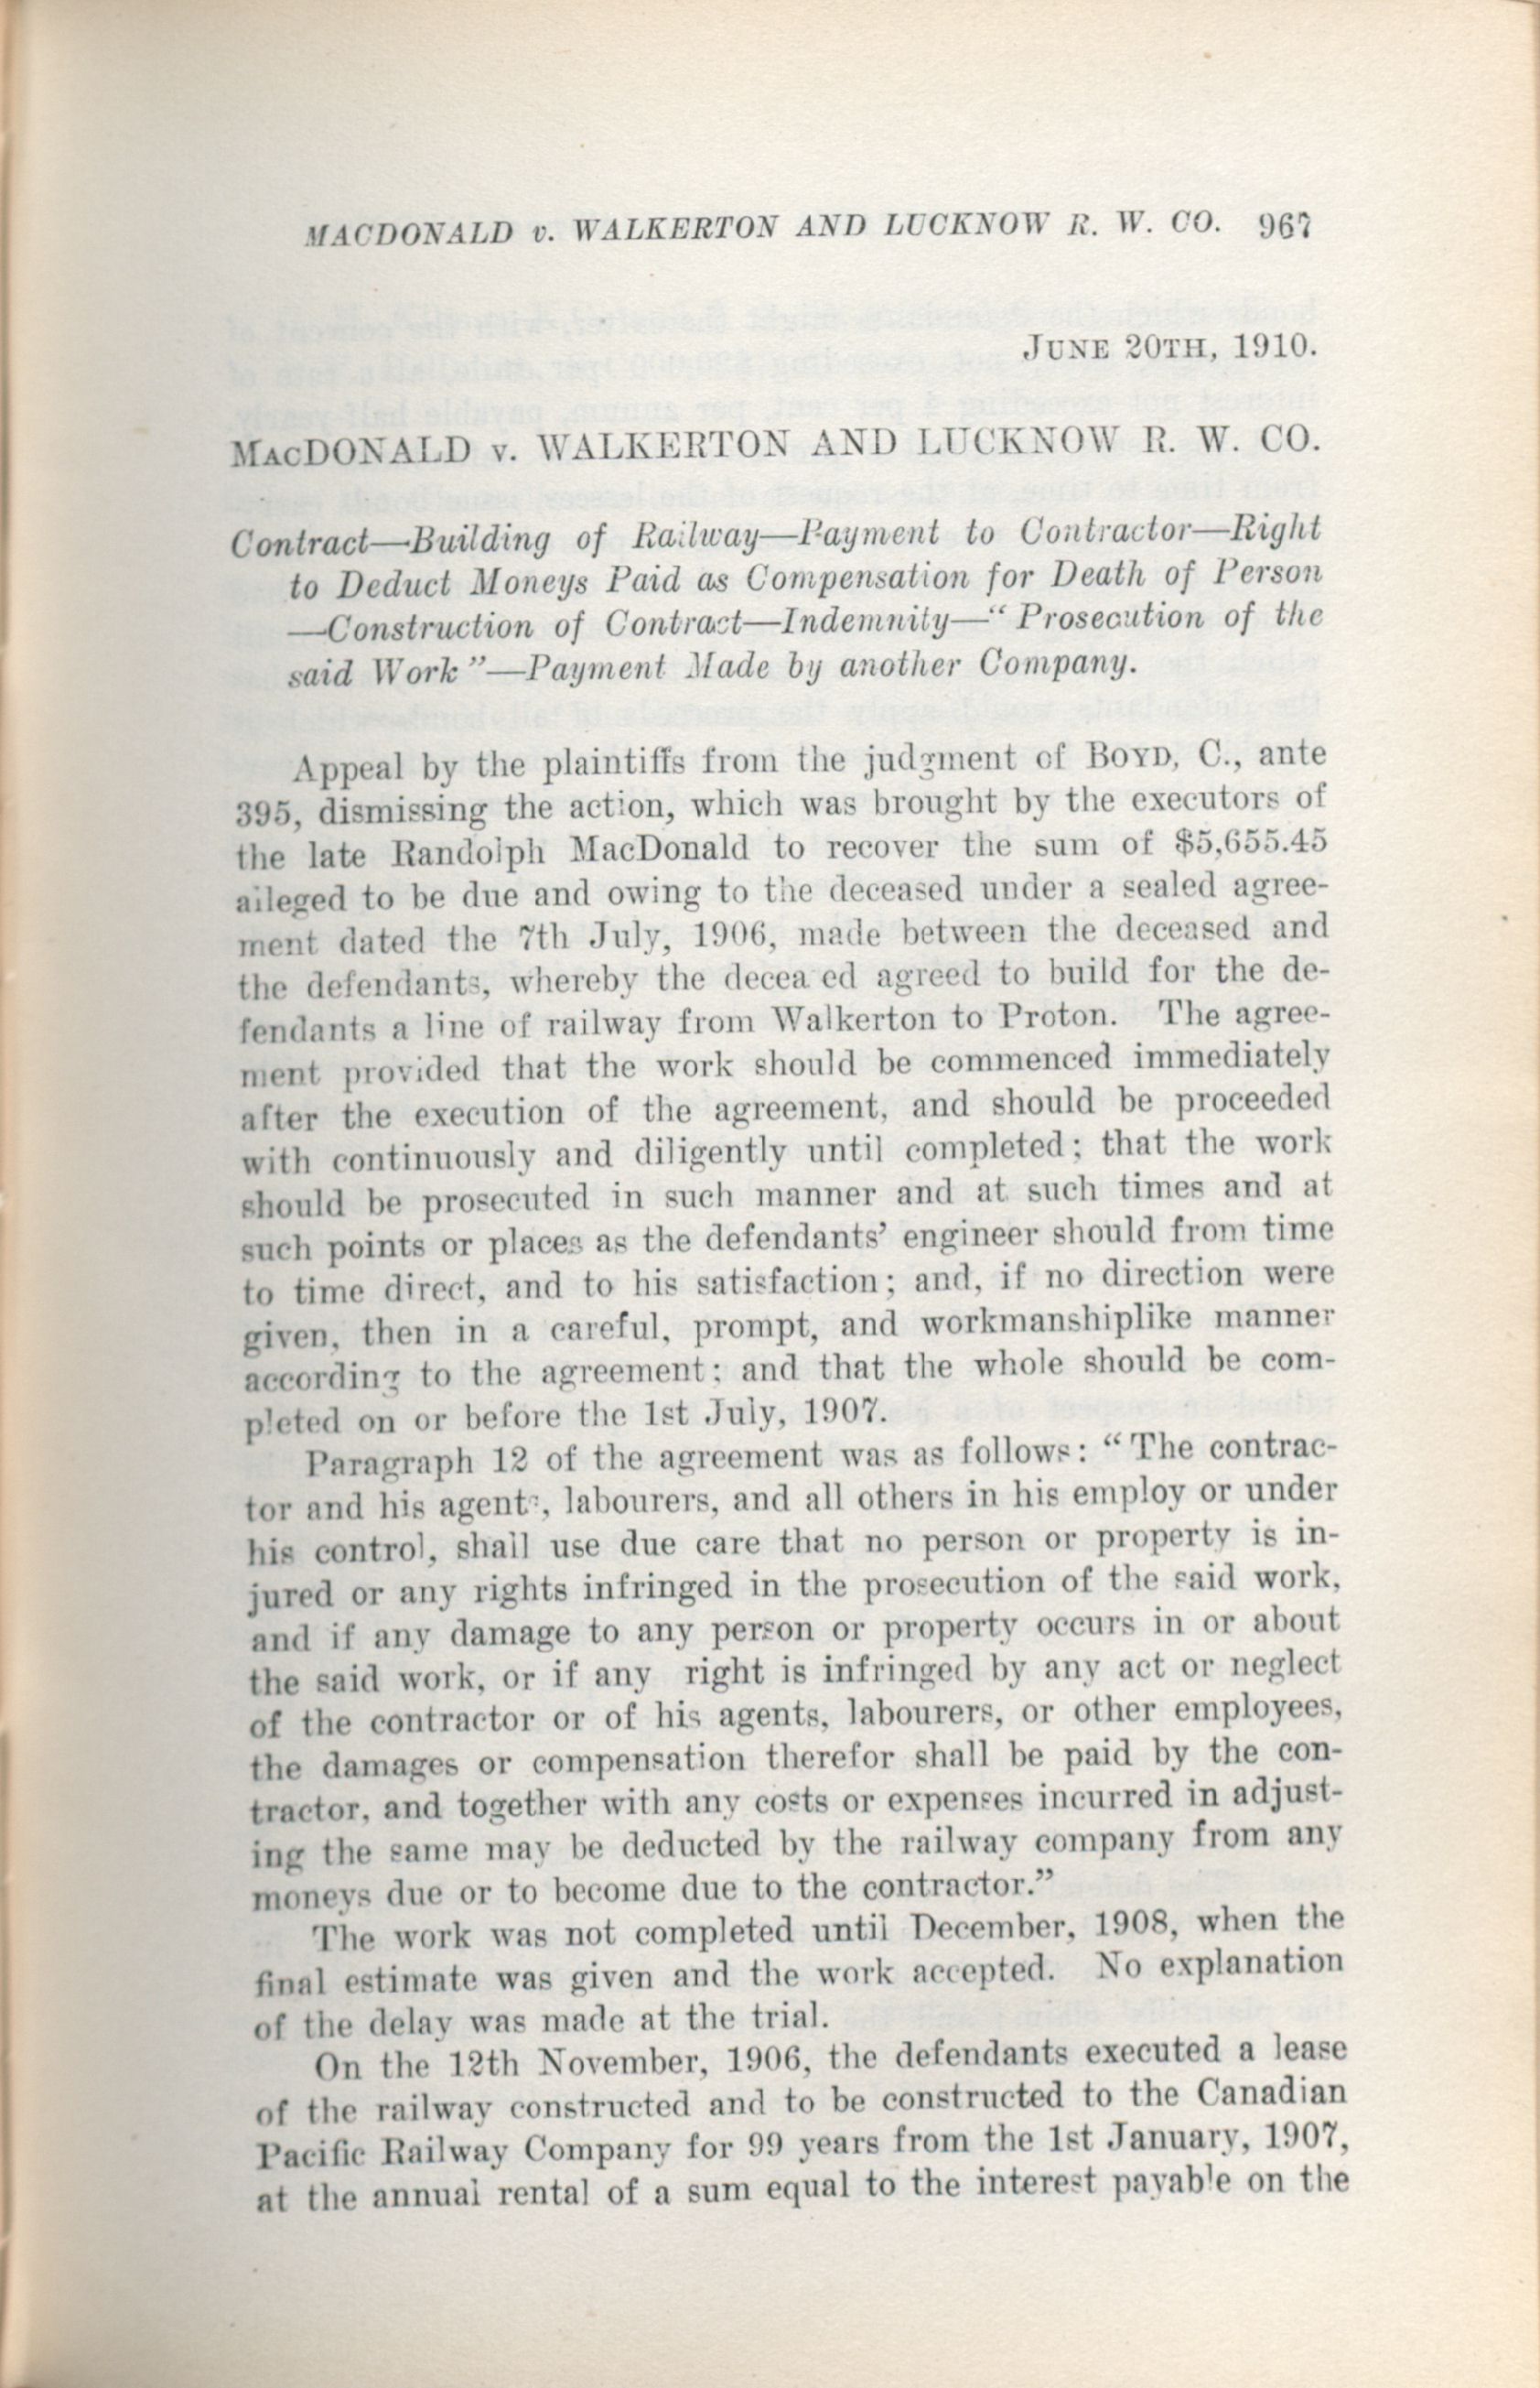 MACDONALD v. WALKERTON AND LUCKNOW R. W. CO. 967
JUNE 20TH, 1910.
MACDONALD v. WALKERTON AND LUCKNOW R. W. CO.
Contract—Building of Railway—Payment to Contractor—Right
to Deduct Moneys Paid as Compensation for Death of Person
—Construction of Contract—Indemnity—“Prosecution of the
said Work”—Payment Made by another Company.
Appeal by the plaintiffs from the judgment of BOYD, C., ante
395, dismissing the action, which was brought by the executors of
the late Randolph MacDonald to recover the sum of $5,655.45
alleged to be due and owing to the deceased under a sealed agree-
ment dated the 7th July, 1906, made between the deceased and
the defendants, whereby the decea ed agreed to build for the de-
fendants a line of railway from Walkerton to Proton. The agree-
ment provided that the work should be commenced immediately
after the execution of the agreement, and should be proceeded
with continuously and diligently until completed; that the work
should be prosecuted in such manner and at such times and at
such points or places as the defendants’ engineer should from time
to time direct, and to his satisfaction; and, if no direction were
given, then in a careful, prompt, and workmanshiplike manner
according to the agreement; and that the whole should be com-
pleted on or before the 1st July, 1907.
Paragraph 12 of the agreement was as follows: “The contrac-
tor and his agents, labourers, and all others in his employ or under
his control, shall use due care that no person or property is in-
jured or any rights infringed in the prosecution of the said work,
and if any damage to any person or property occurs in or about
the said work, or if any right is infringed by any act or neglect
of the contractor or of his agents, labourers, or other employees,
the damages or compensation therefor shall be paid by the con-
tractor, and together with any costs or expenses incurred in adjust-
ing the same may be deducted by the railway company from any
moneys due or to become due to the contractor.”
The work was not completed until December, 1908, when the
final estimate was given and the work accepted. No explanation
of the delay was made at the trial.
On the 12th November, 1906, the defendants executed a lease
of the railway constructed and to be constructed to the Canadian
Pacific Railway Company for 99 years from the 1st January, 1907,
at the annual rental of a sum equal to the interest payable on the